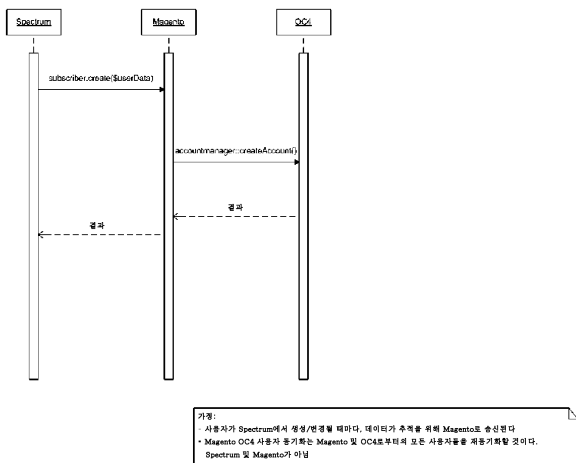 Spectrum
Magento
OC4
subscriber.create($userData)
accountmanager::createAccount()
결과
결과
가정:
- 사용자가 Spectrum에서 생성/변경될 때마다, 데이터가 추적을 위해 Magento로 송신된다
• Magento OC4 사용자 동기화는 Magento 및 OC4로부터의 모든 사용자들을 재동기화할 것이다.
Spectrum 및 Magento가 아님